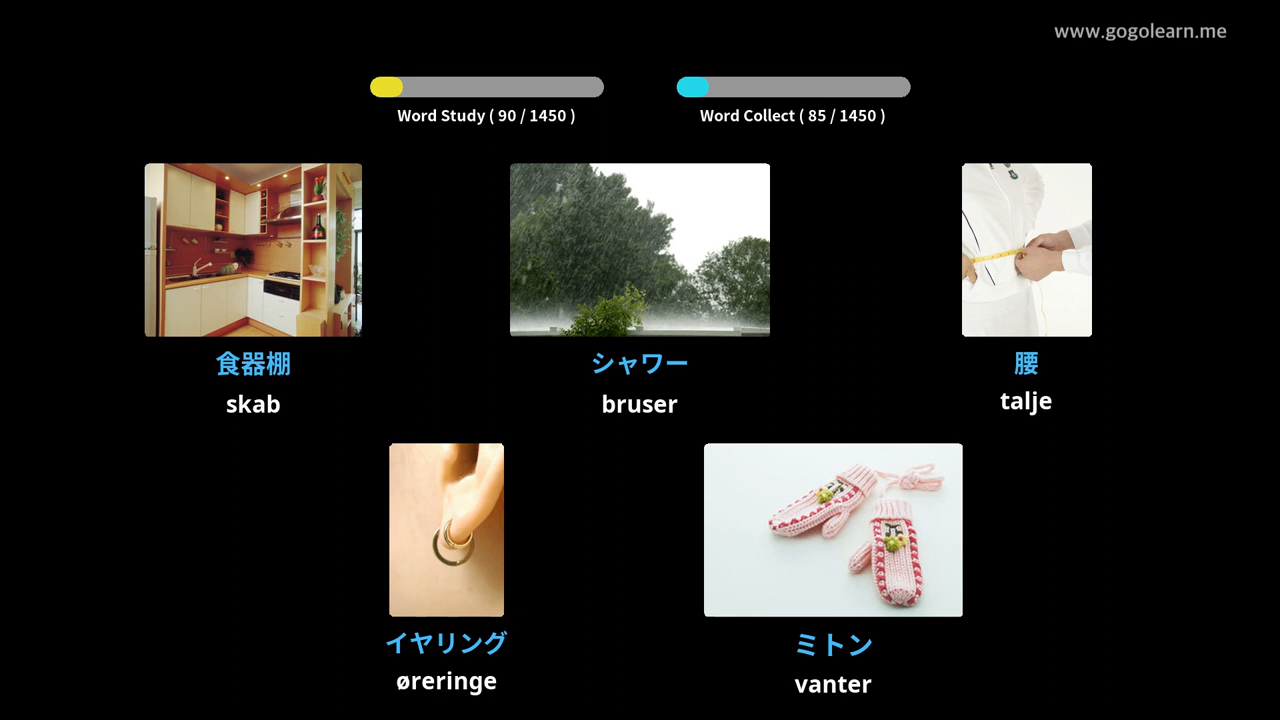 www.gogolearn.me
Word Study ( 90 / 1450 )
Word Collect ( 85 / 1450 )
食器棚
skab
シャワー
bruser
腰
talje
イヤリング
øreringe
ミトン
vanter